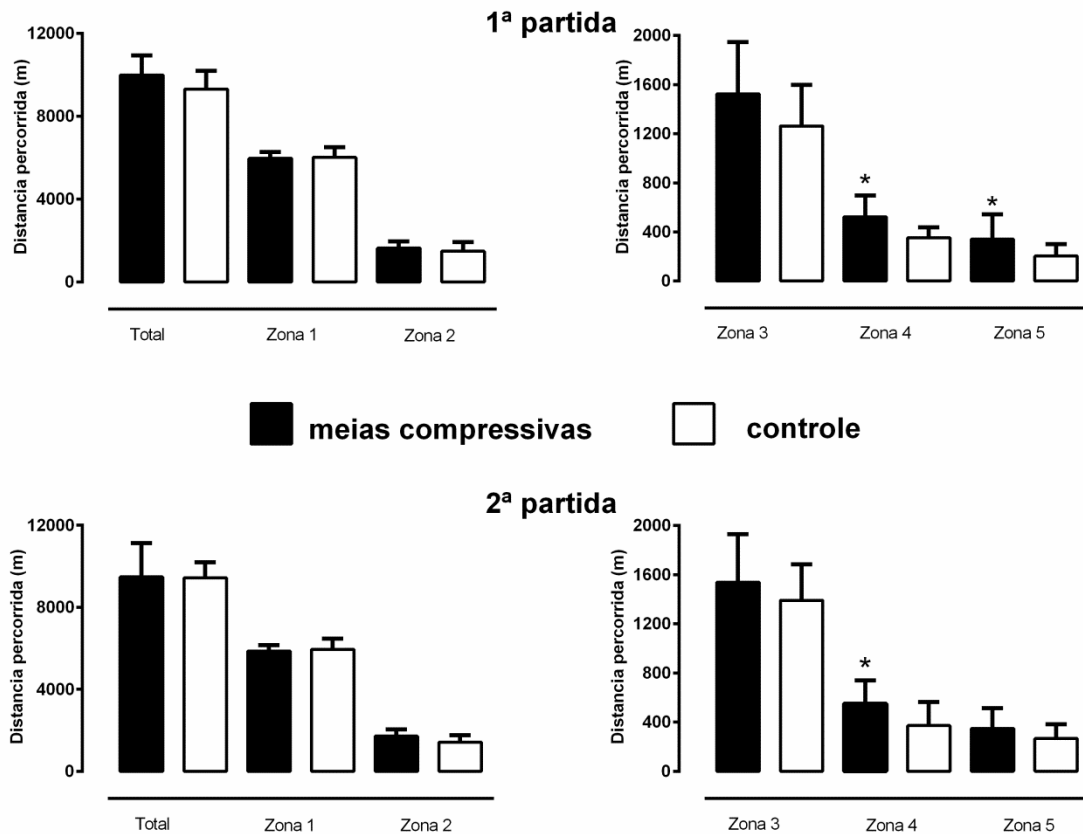 1ª partida
Distancia percorrida (m)
12000
8000
4000
0
Total Zona 1 Zona 2
Distancia percorrida (m)
2000
1600
1200
800
400
0
* *
Zona 3 Zona 4 Zona 5
meias compressivas controle
2ª partida
Distancia percorrida (m)
12000
8000
4000
0
Total Zona 1 Zona 2
Distancia percorrida (m)
2000
1600
1200
800
400
0
*
Zona 3 Zona 4 Zona 5